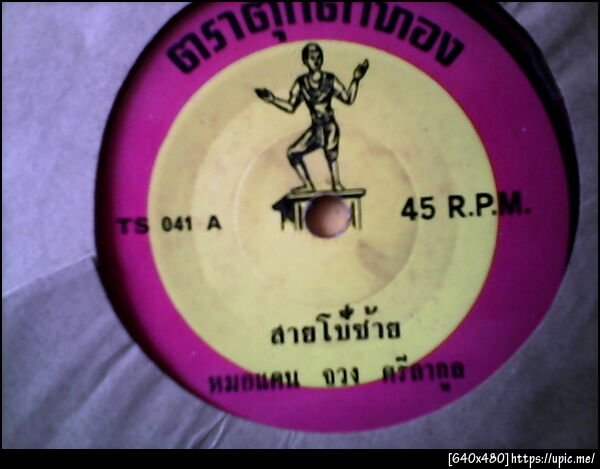 ตราตุ๊กตาทอง
TS 041 A
45 R.P.M.
สายโบ๋ซ้าย
หมอแคน จวง ศรีลากูล
[640x480]https://upic.me/